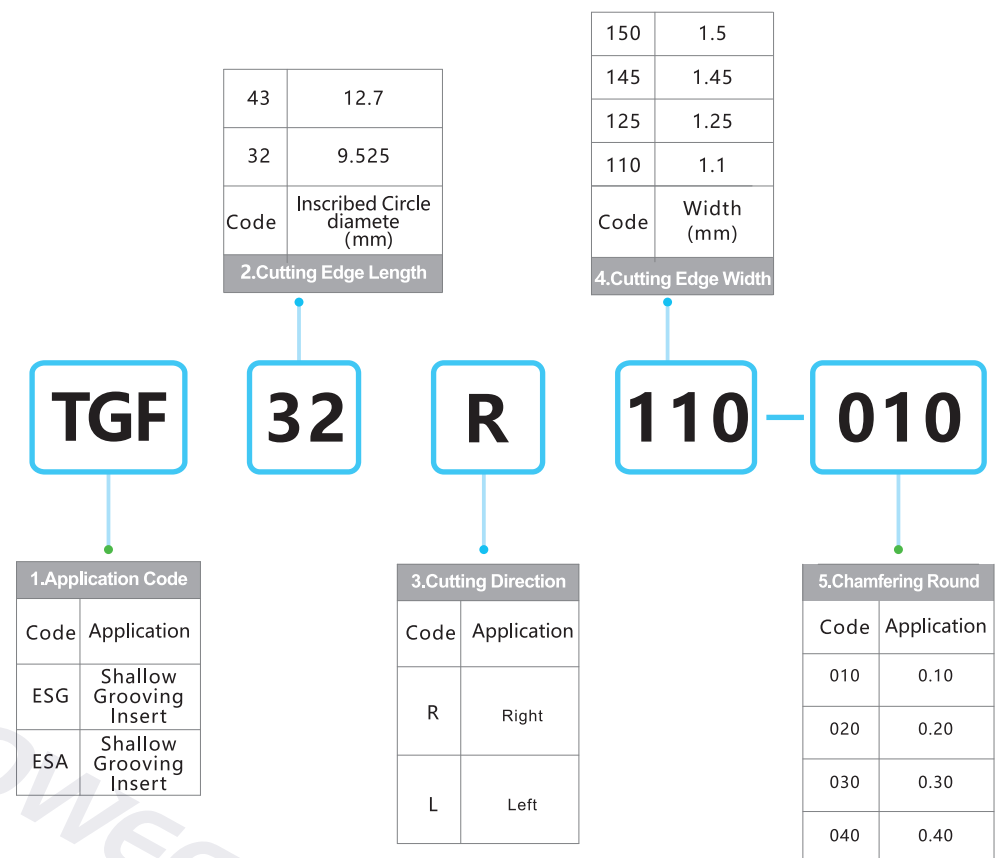 150 1.5
145 1.45
125 1.25
110 1.1
Code Width
(mm)
4.Cutting Edge Width
43 12.7
32 9.525
Code Inscribed Circle
diamete
(mm)
2.Cutting Edge Length
TGF 32 R 110 — 010
1.Application Code
Code Application
ESG Shallow
Grooving
Insert
ESA Shallow
Grooving
Insert
3.Cutting Direction
Code Application
R Right
L Left
5.Chamfering Round
Code Application
010 0.10
020 0.20
030 0.30
040 0.40